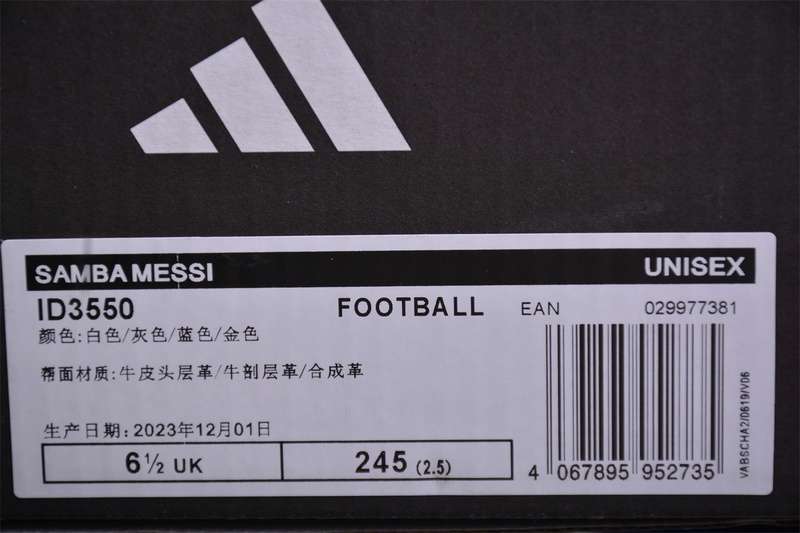 SAMBA MESSI UNISEX
ID3550 FOOTBALL EAN 029977381
颜色:白色/灰色/蓝色/金色
帮面材质:牛皮头层革/牛剖层革/合成革
生产日期:2023年12月01日
6½ UK 245 (2.5)
4 067895 952735
VABSCHA2/0619/V06